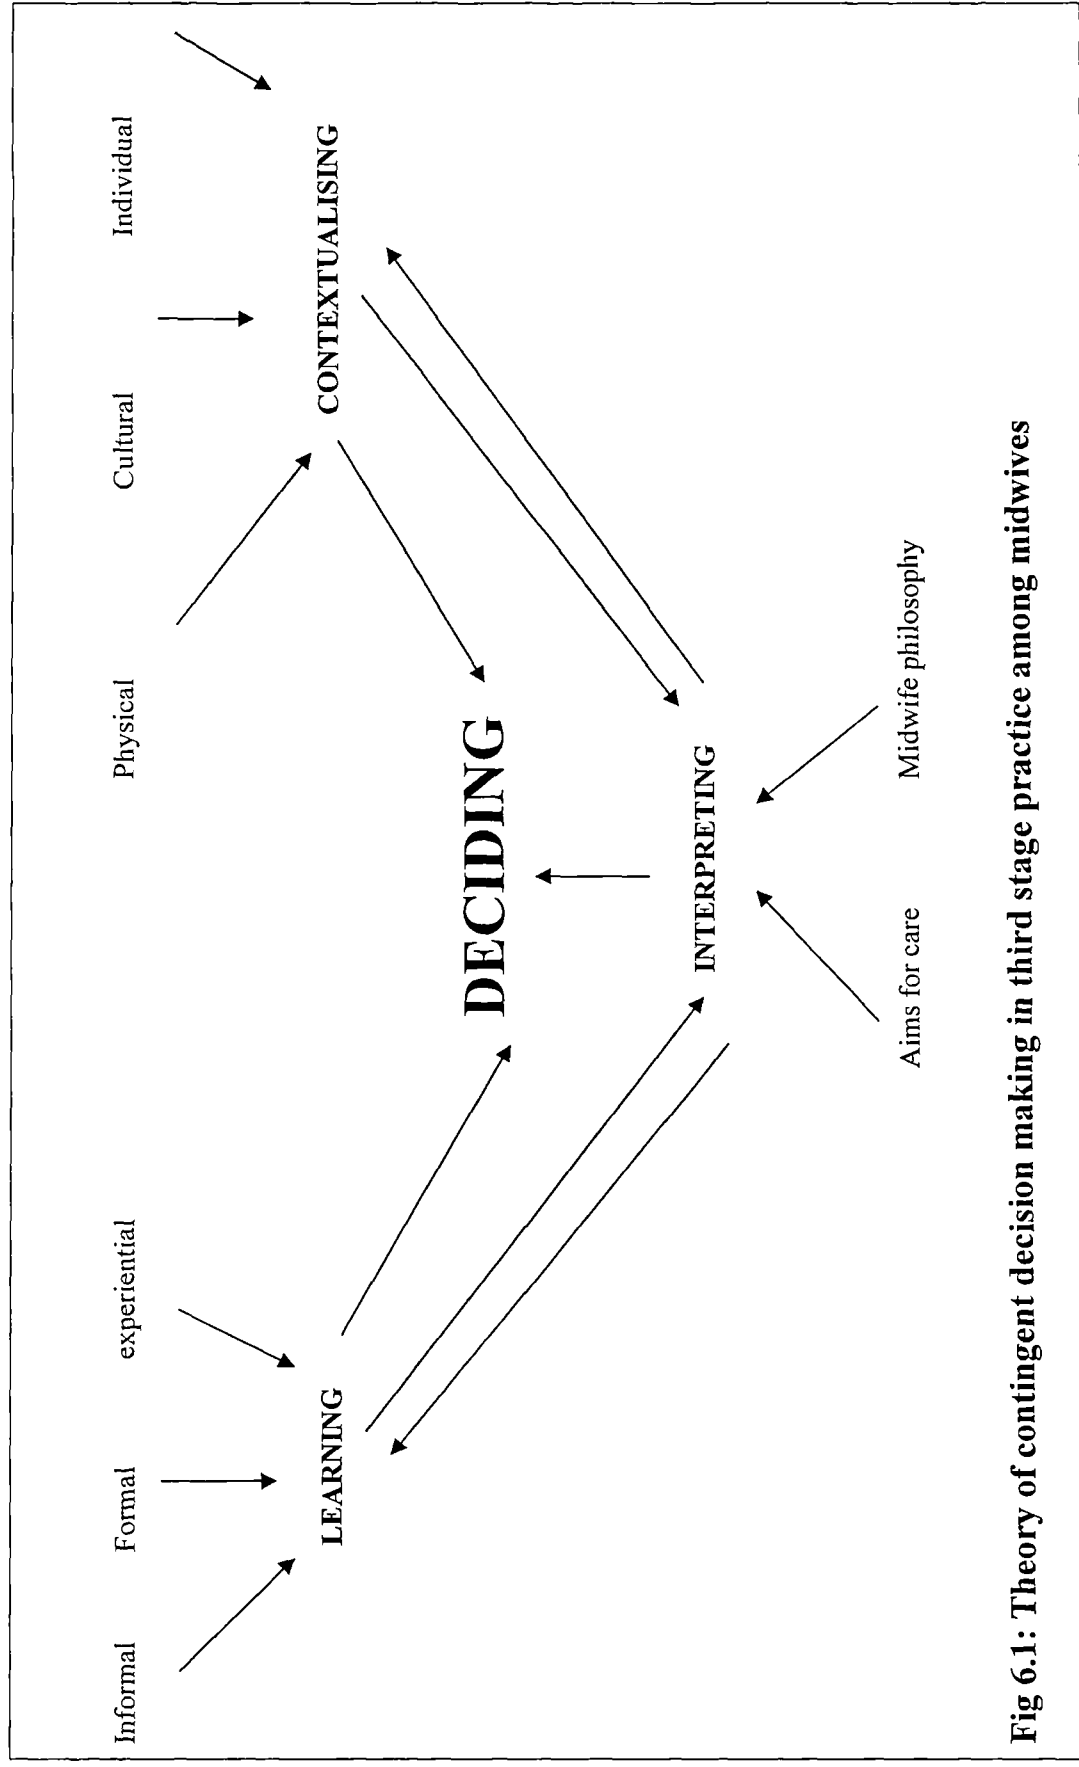 Informal
Formal
experiential
Physical
Cultural
Individual
LEARNING
CONTEXTUALISING
DECIDING
INTERPRETING
Aims for care
Midwife philosophy
Fig 6.1: Theory of contingent decision making in third stage practice among midwives